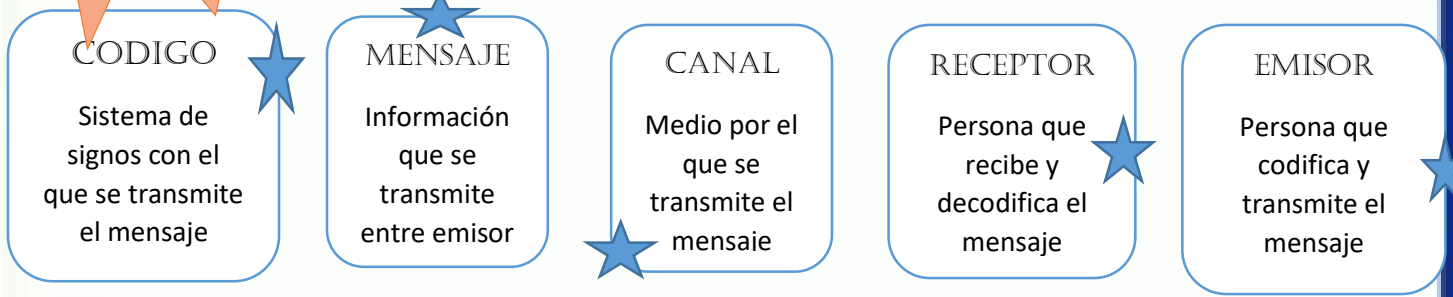 CODIGO
Sistema de
signos con el
que se transmite
el mensaje
MENSAJE
Información
que se
transmite
entre emisor
CANAL
Medio por el
que se
transmite el
mensaje
RECEPTOR
Persona que
recibe y
decodifica el
mensaje
EMISOR
Persona que
codifica y
transmite el
mensaje